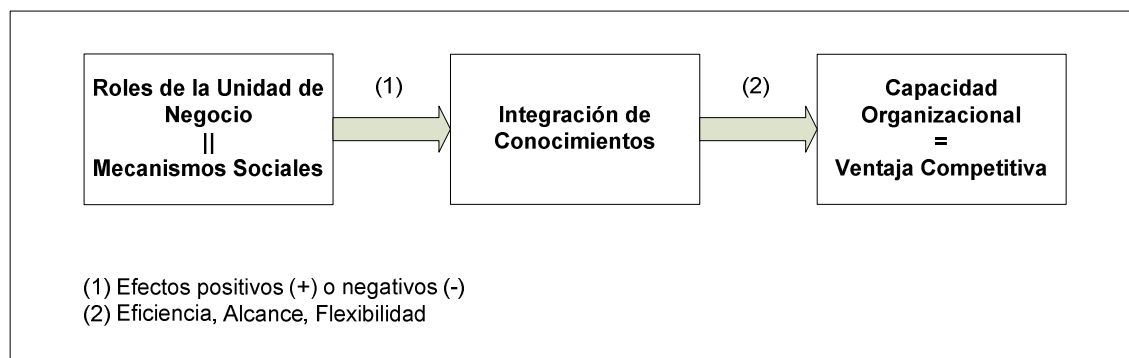 Roles de la Unidad de
Negocio
||
Mecanismos Sociales
(1)
Integración de
Conocimientos
(2)
Capacidad
Organizacional
=
Ventaja Competitiva
(1) Efectos positivos (+) o negativos (-)
(2) Eficiencia, Alcance, Flexibilidad